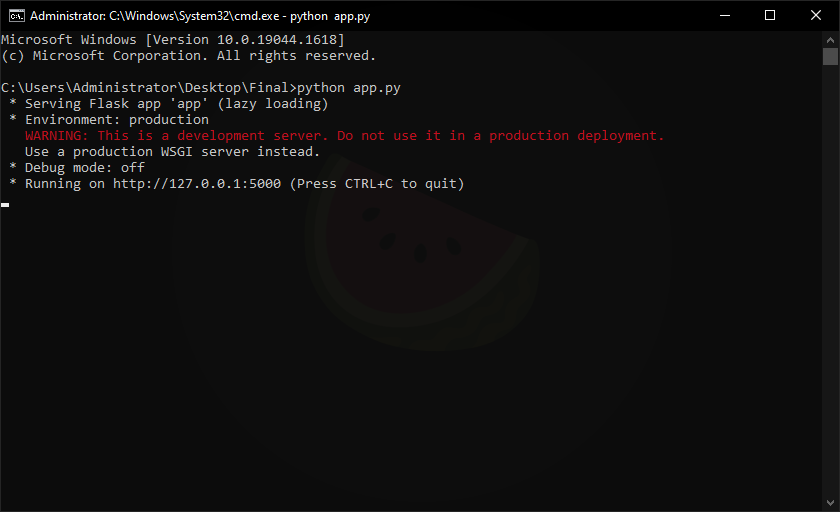 Administrator: C:\Windows\System32\cmd.exe - python  app.py
Microsoft Windows [Version 10.0.19044.1618]
(c) Microsoft Corporation. All rights reserved.
C:\Users\Administrator\Desktop\Final>python app.py
* Serving Flask app 'app' (lazy loading)
* Environment: production
WARNING: This is a development server. Do not use it in a production deployment.
Use a production WSGI server instead.
* Debug mode: off
* Running on http://127.0.0.1:5000 (Press CTRL+C to quit)